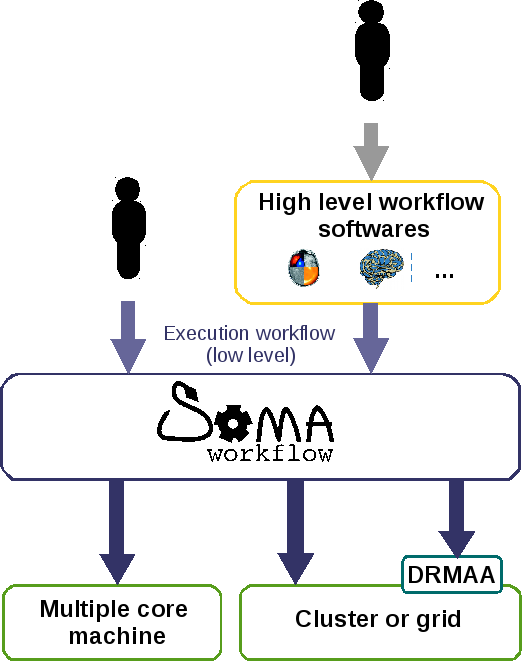 High level workflow
softwares
...
Execution workflow
(low level)
SOMA
workflow
DRMAA
Multiple core
machine
Cluster or grid